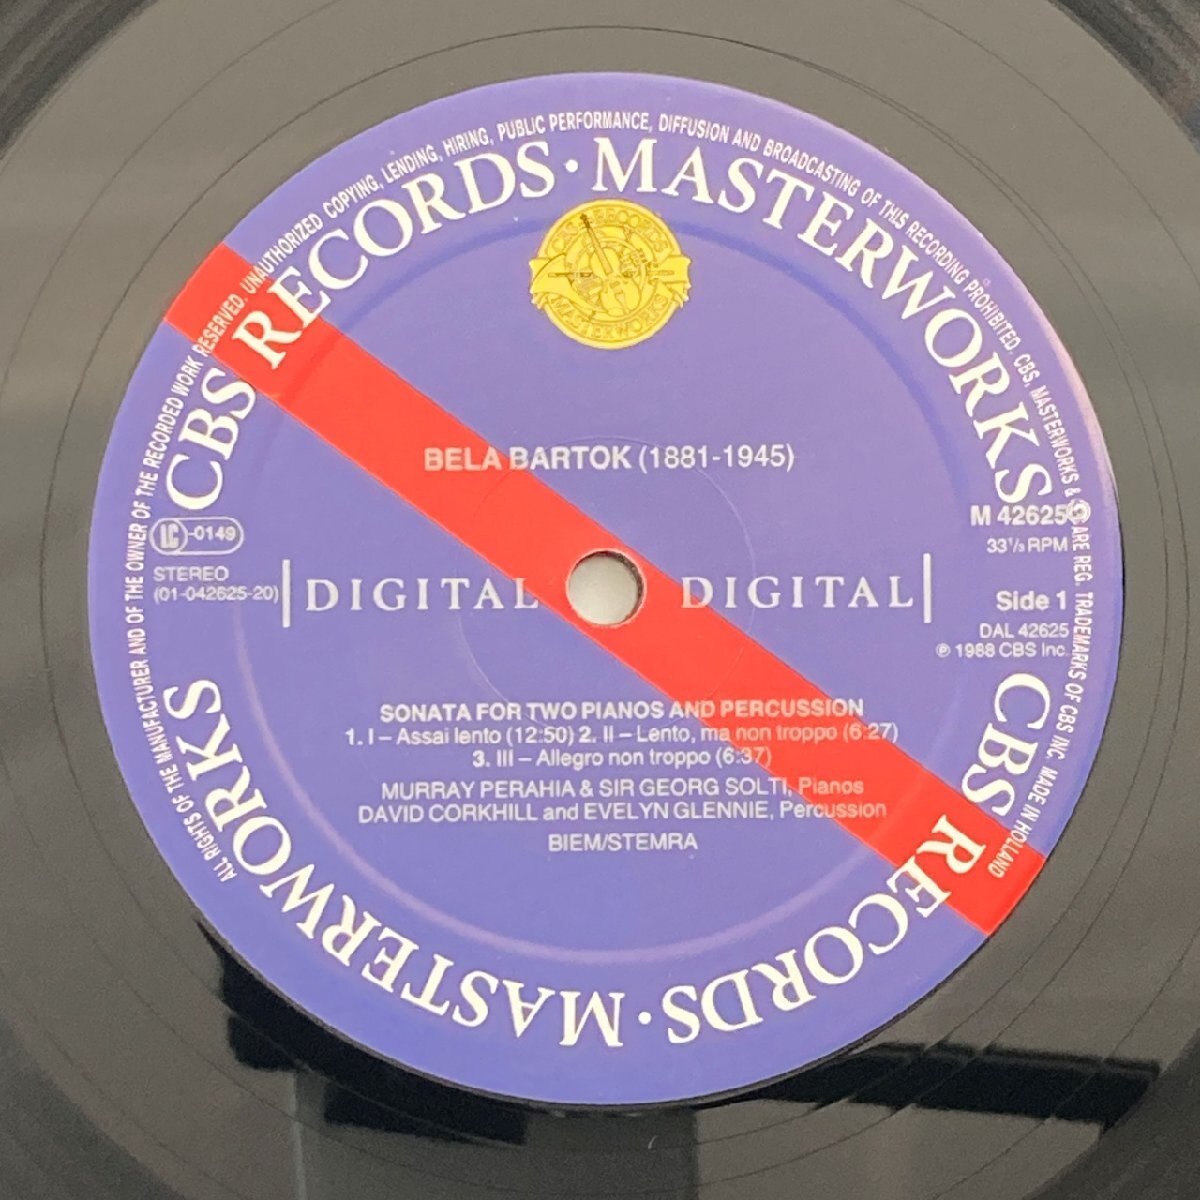 ALL RIGHTS OF THE MANUFACTURER AND OF THE OWNER OF THE RECORDED WORK RESERVED. UNAUTHORIZED COPYING, LENDING, HIRING, PUBLIC PERFORMANCE, DIFFUSION AND BROADCASTING OF THIS RECORDING PROHIBITED. CBS, MASTERWORKS & ARE REG. TRADEMARKS OF CBS INC. MADE IN HOLLAND
CBS RECORDS · MASTERWORKS
CBS RECORDS
MASTERWORKS
BELA BARTOK (1881-1945)
LC -0149
STEREO
(01-042625-20)
M 42625
33⅓ RPM
DIGITAL DIGITAL
Side 1
DAL 42625
℗ 1988 CBS Inc.
SONATA FOR TWO PIANOS AND PERCUSSION
1. I – Assai lento (12:50) 2. II – Lento, ma non troppo (6:27)
3. III – Allegro non troppo (6:37)
MURRAY PERAHIA & SIR GEORG SOLTI, Pianos
DAVID CORKHILL and EVELYN GLENNIE, Percussion
BIEM/STEMRA
CBS RECORDS · MASTERWORKS